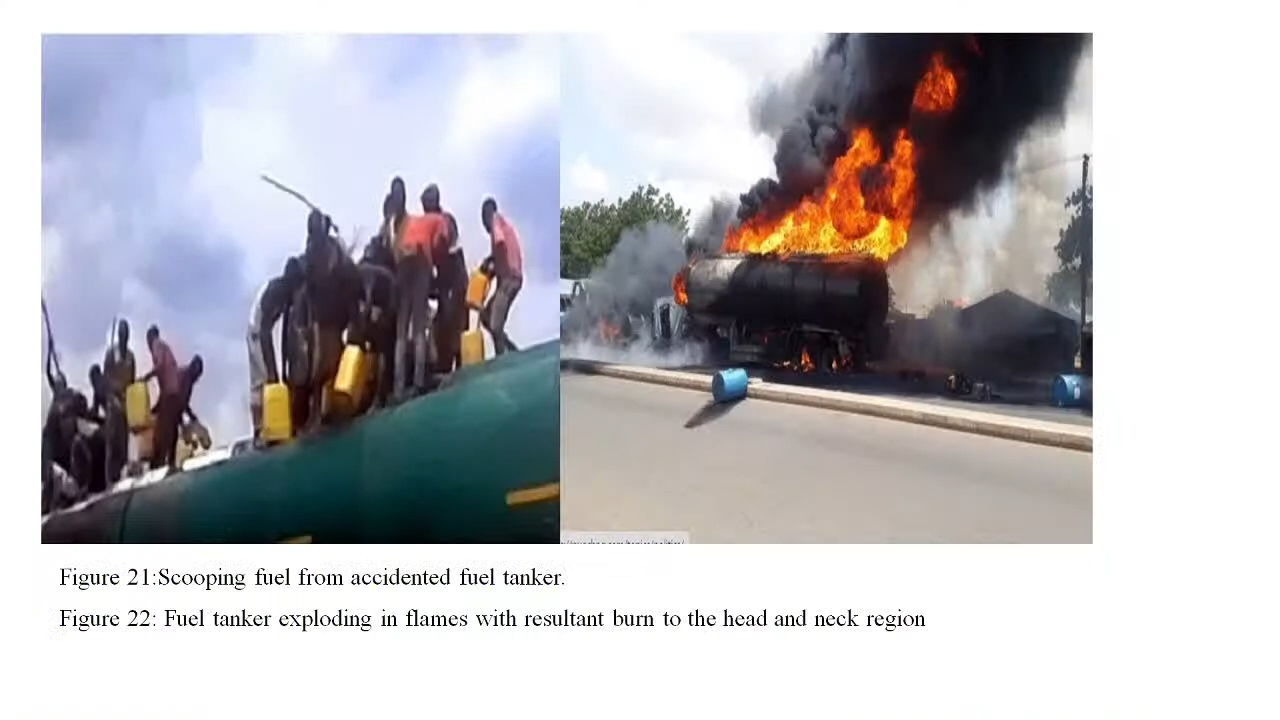 Figure 21:Scooping fuel from accidented fuel tanker.
Figure 22: Fuel tanker exploding in flames with resultant burn to the head and neck region